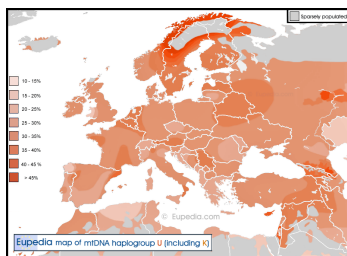 Sparsely populated
10 - 15%
15 - 20%
20 - 25%
25 - 30%
30 - 35%
35 - 40%
40 - 45 %
> 45%
© Eupedia.com
Eupedia map of mtDNA haplogroup U (including K)